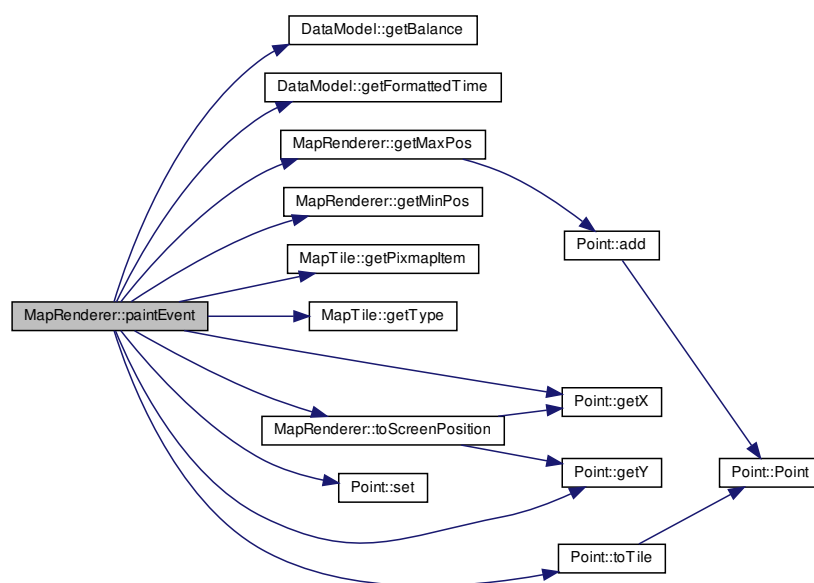 DataModel::getBalance
DataModel::getFormattedTime
MapRenderer::getMaxPos
MapRenderer::getMinPos
Point::add
MapTile::getPixmapItem
MapRenderer::paintEvent
MapTile::getType
Point::getX
MapRenderer::toScreenPosition
Point::getY
Point::Point
Point::set
Point::toTile